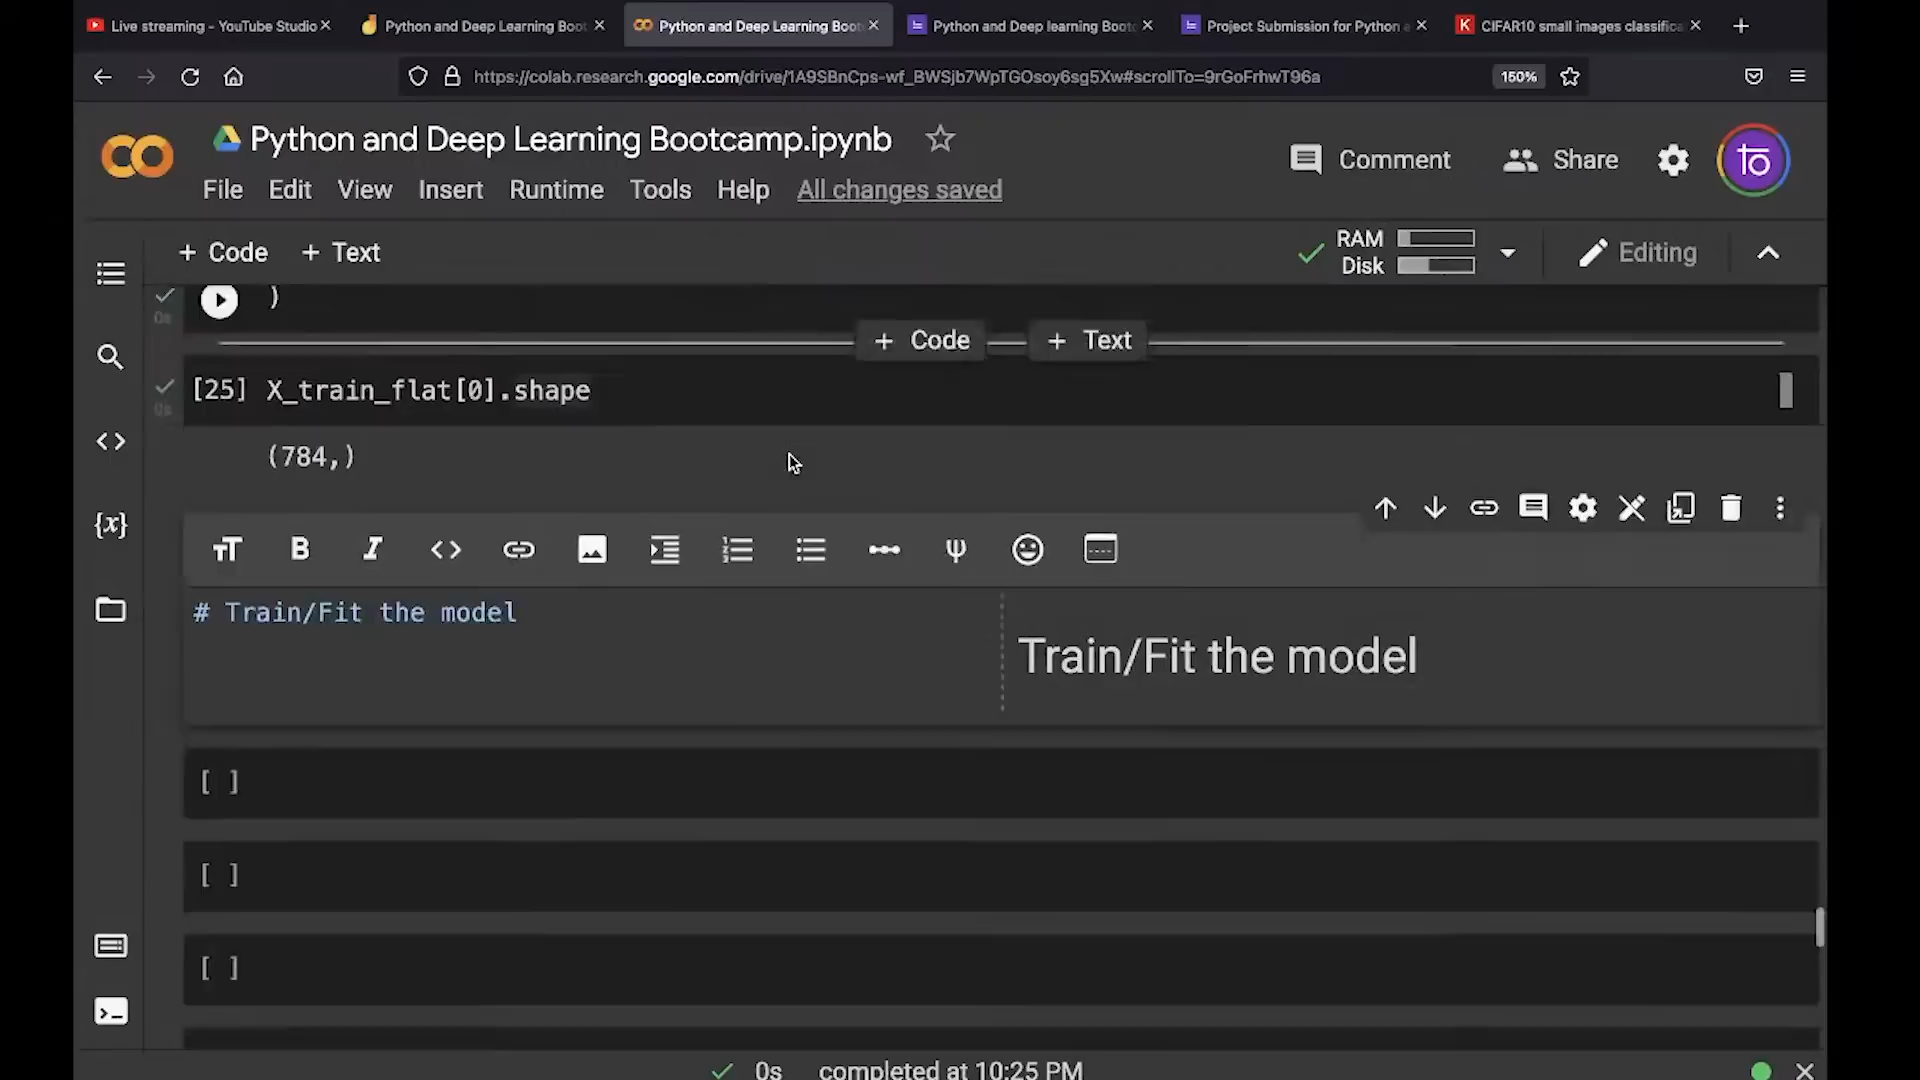 Live streaming - YouTube Studio
Python and Deep Learning Boot
Python and Deep Learning Boot
Python and Deep learning Boot
Project Submission for Python a
CIFAR10 small images classifica
https://colab.research.google.com/drive/1A9SBnCps-wf_BWSjb7WpTGOsoy6sg5Xw#scrollTo=9rGoFrhwT96a
150%
Python and Deep Learning Bootcamp.ipynb
Comment
Share
to
File Edit View Insert Runtime Tools Help All changes saved
+ Code + Text
RAM
Disk
Editing
0s
)
+ Code + Text
[25] X_train_flat[0].shape
0s
(784,)
# Train/Fit the model
Train/Fit the model
[ ]
[ ]
[ ]
0s completed at 10:25 PM